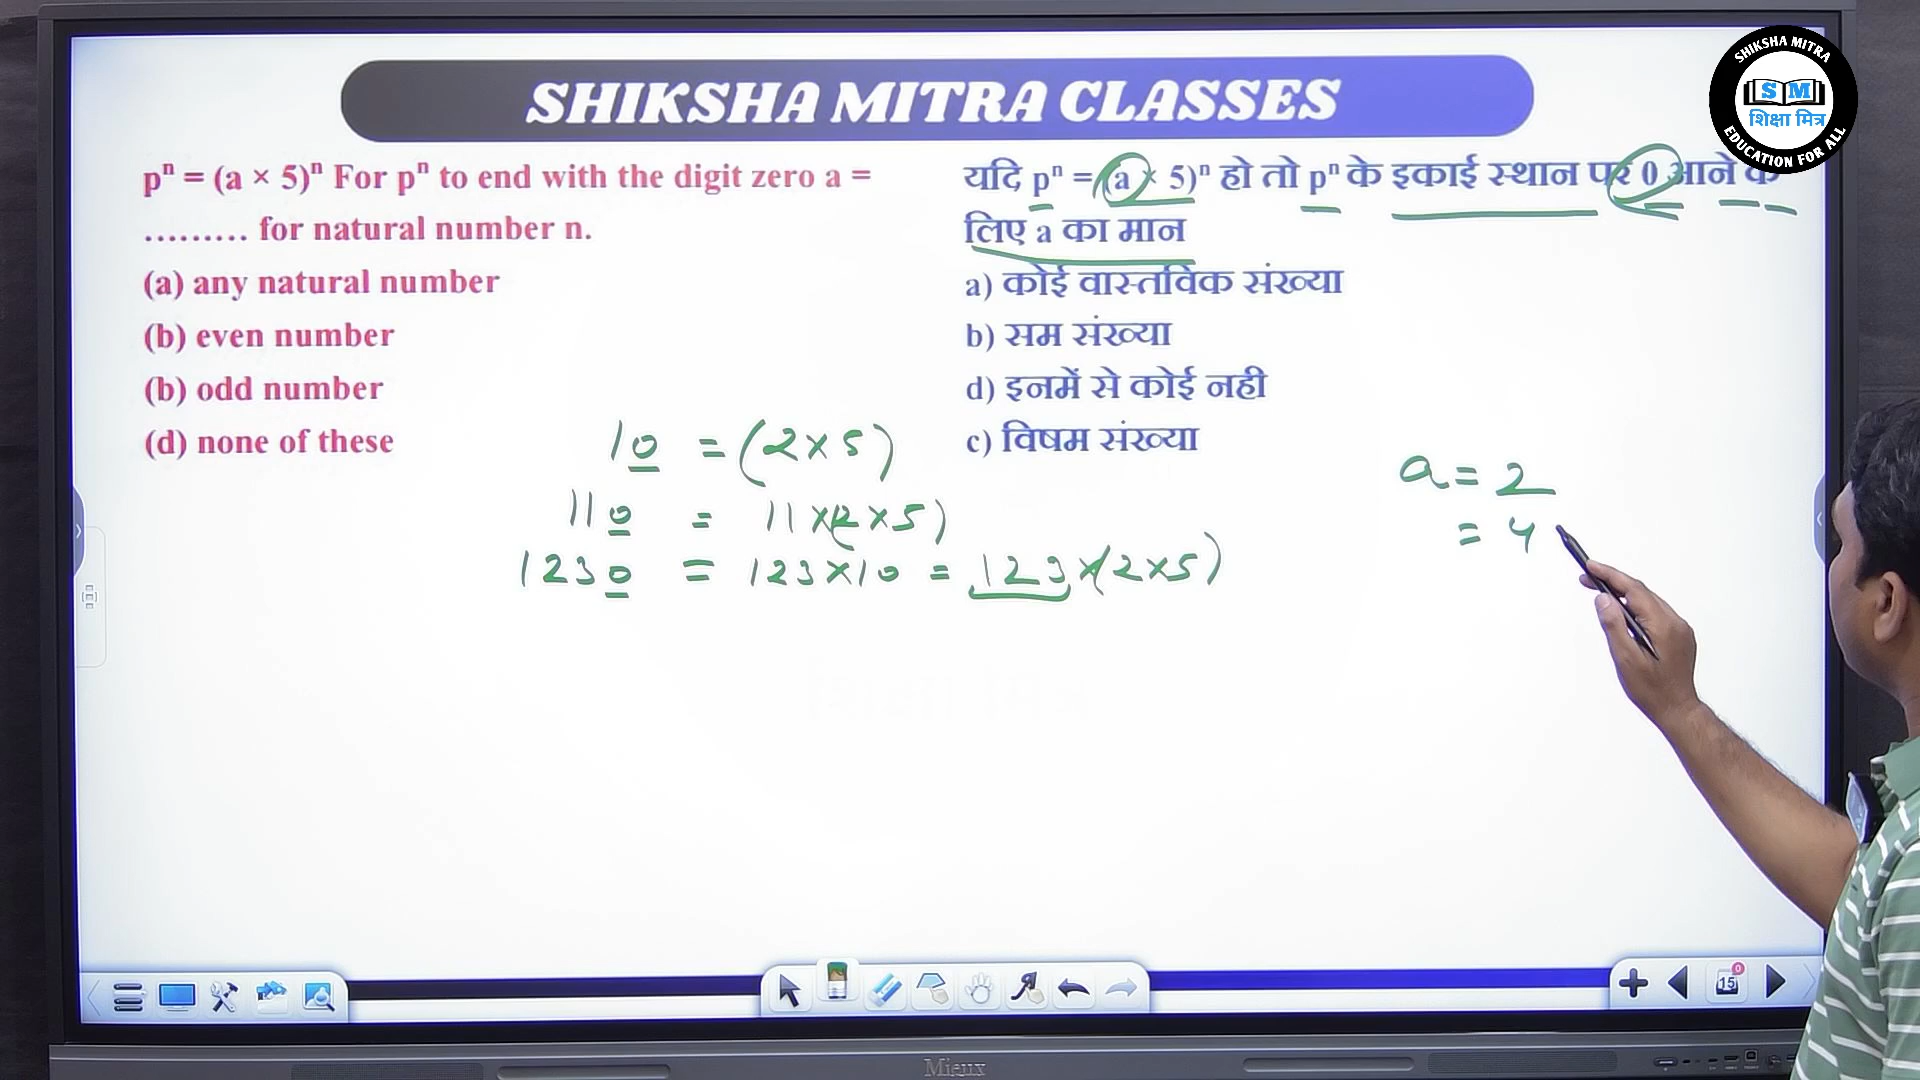 SHIKSHA MITRA CLASSES
SHIKSHA MITRA
SM
शिक्षा मित्र
EDUCATION FOR ALL
pⁿ = (a × 5)ⁿ For pⁿ to end with the digit zero a =
......... for natural number n.
(a) any natural number
(b) even number
(b) odd number
(d) none of these
यदि pⁿ = (a × 5)ⁿ हो तो pⁿ के इकाई स्थान पर 0 आने के
लिए a का मान
a) कोई वास्तविक संख्या
b) सम संख्या
d) इनमें से कोई नही
c) विषम संख्या
10 = (2×5)
110 = 11×(2×5)
1230 = 123×10 = 123×(2×5)
a = 2
= 4
15
0
Mieux